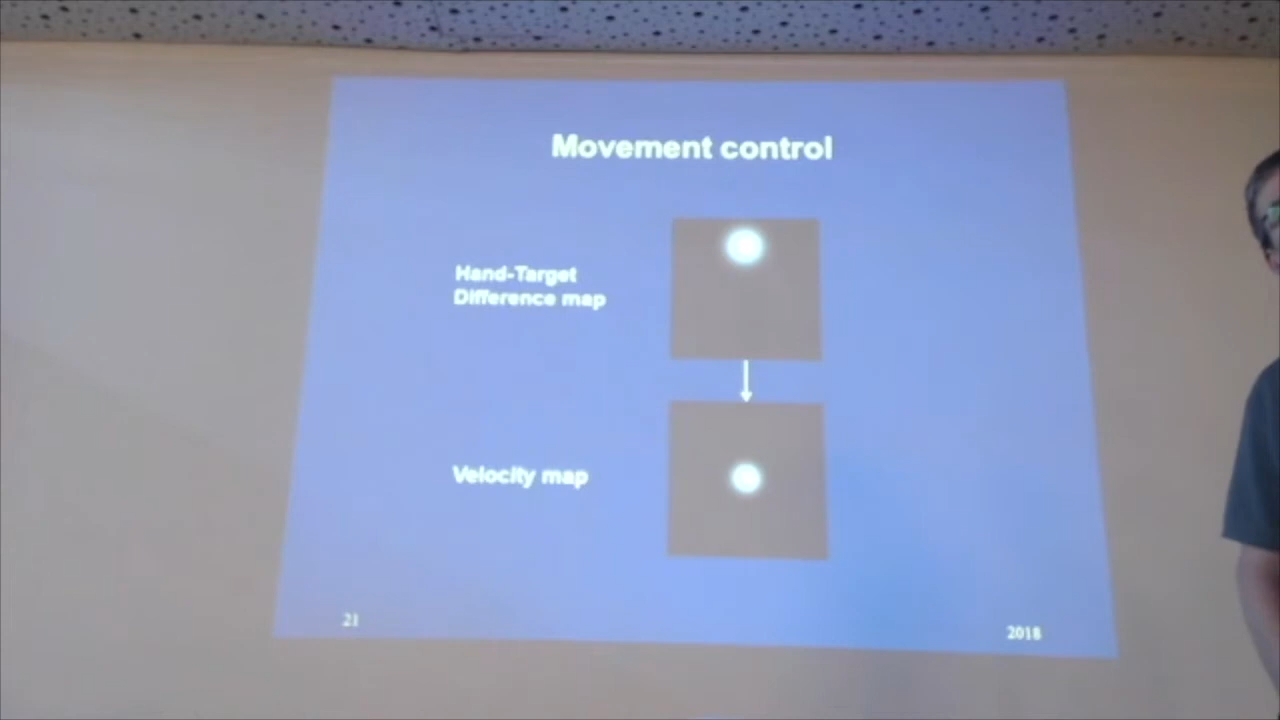 Movement control
Hand-Target
Difference map
Velocity map
21
2018